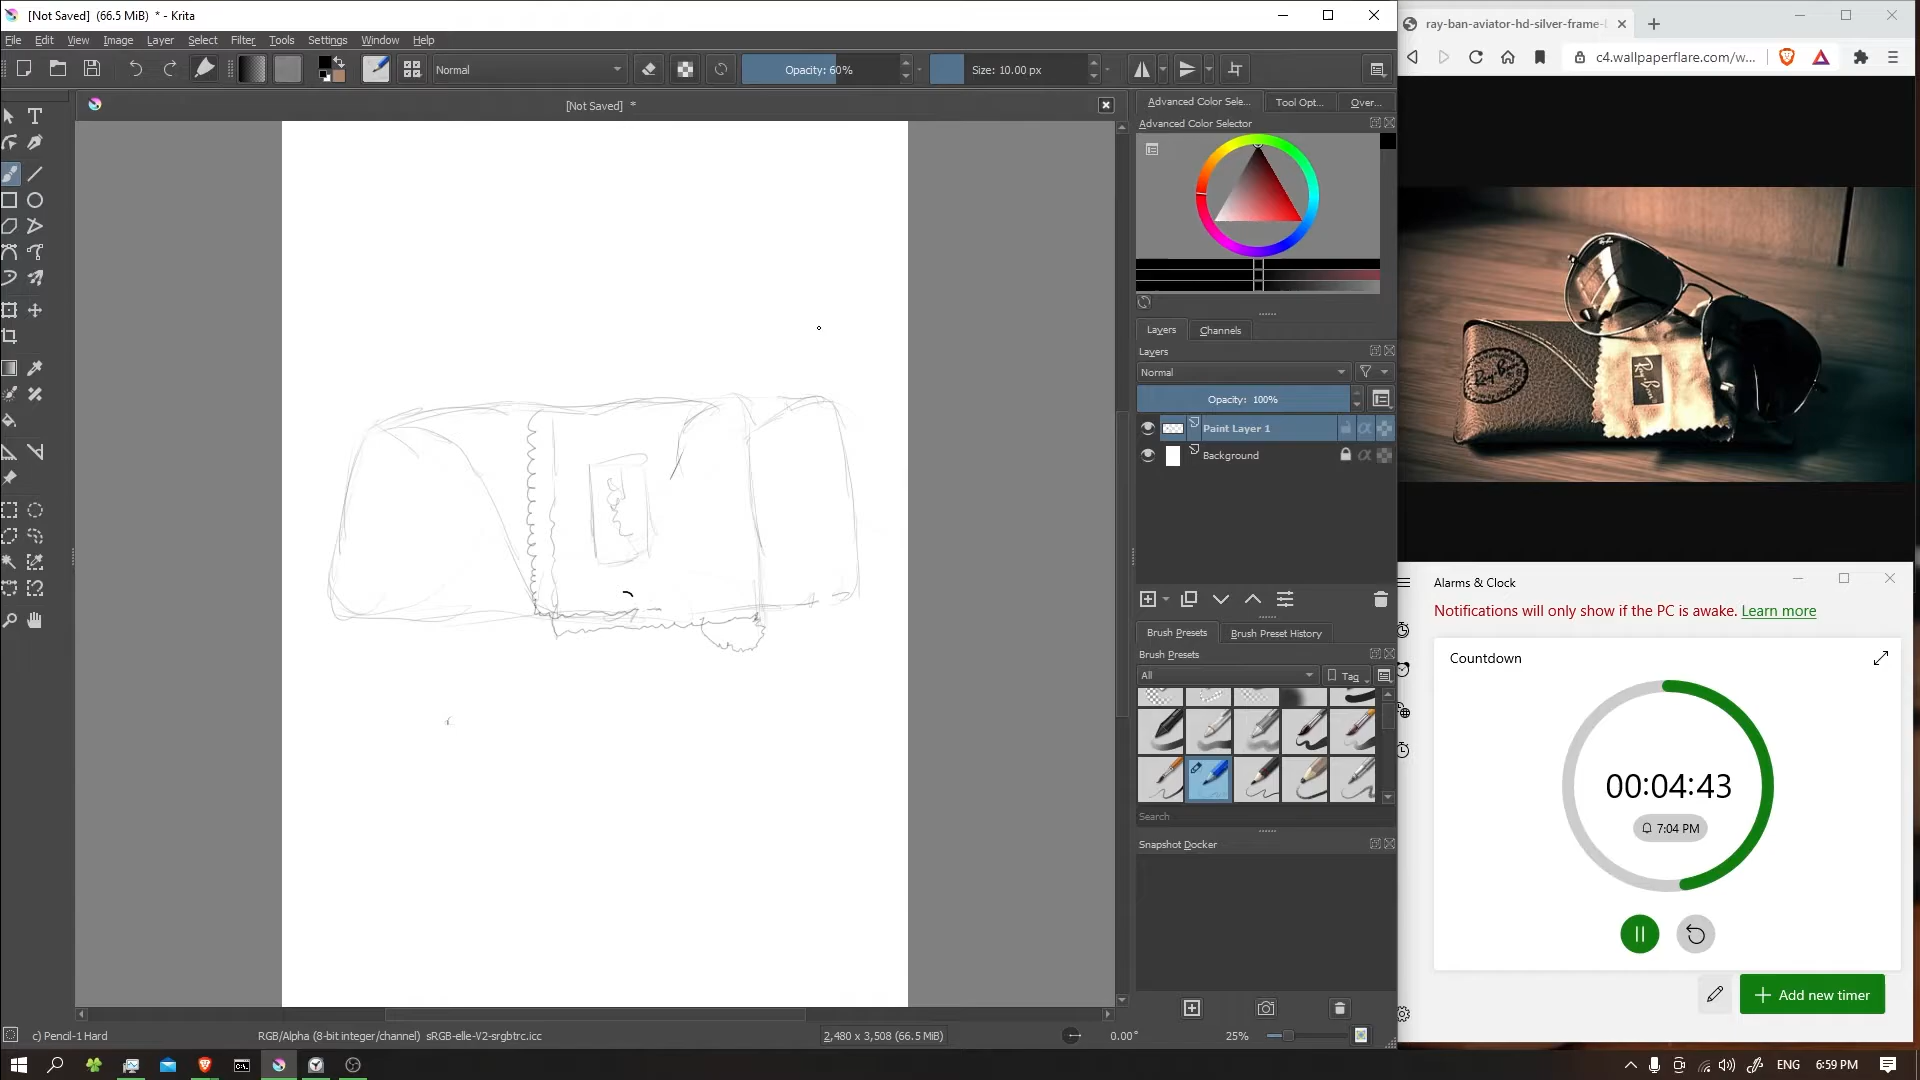 [Not Saved] (66.5 MiB) * - Krita
File Edit View Image Layer Select Filter Tools Settings Window Help
Normal
Opacity: 60%
Size: 10.00 px
[Not Saved] *
Advanced Color Sele...
Tool Opt...
Over...
Advanced Color Selector
Layers
Channels
Layers
Normal
Opacity: 100%
Paint Layer 1
Background
Brush Presets
Brush Preset History
Brush Presets
All
Tag
Search
Snapshot Docker
c) Pencil-1 Hard
RGB/Alpha (8-bit integer/channel) sRGB-elle-V2-srgbtrc.icc
2,480 x 3,508 (66.5 MiB)
0.00°
25%
ray-ban-aviator-hd-silver-frame-
c4.wallpaperflare.com/w...
Ray-Ban
Ray-Ban
Alarms & Clock
Notifications will only show if the PC is awake. Learn more
Countdown
00:04:43
7:04 PM
Add new timer
ENG
6:59 PM